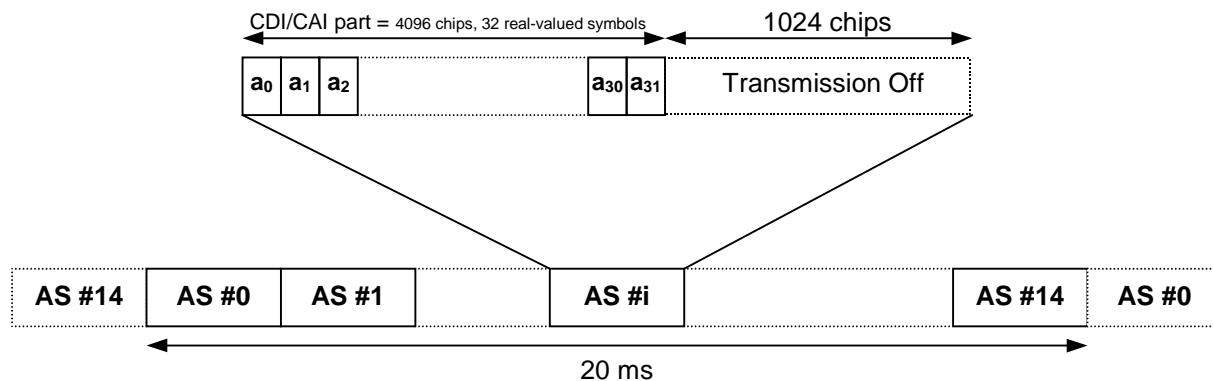 CDI/CAI part = 4096 chips, 32 real-valued symbols
1024 chips
a0 a1 a2 a30 a31 Transmission Off
AS #14 AS #0 AS #1 AS #i AS #14 AS #0
20 ms